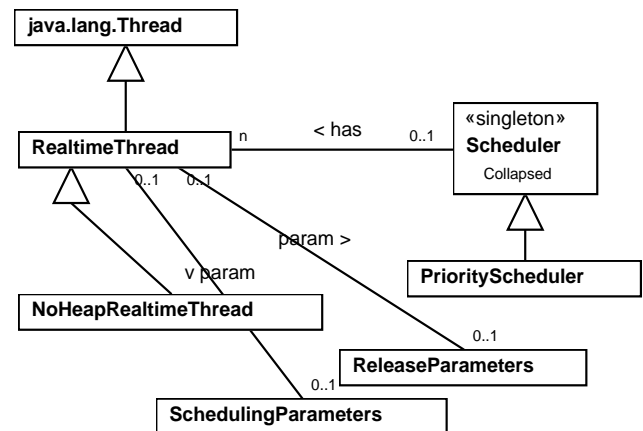 java.lang.Thread
«singleton»
Scheduler
Collapsed
n
< has
0..1
RealtimeThread
0..1
0..1
param >
v param
PriorityScheduler
NoHeapRealtimeThread
0..1
ReleaseParameters
0..1
SchedulingParameters